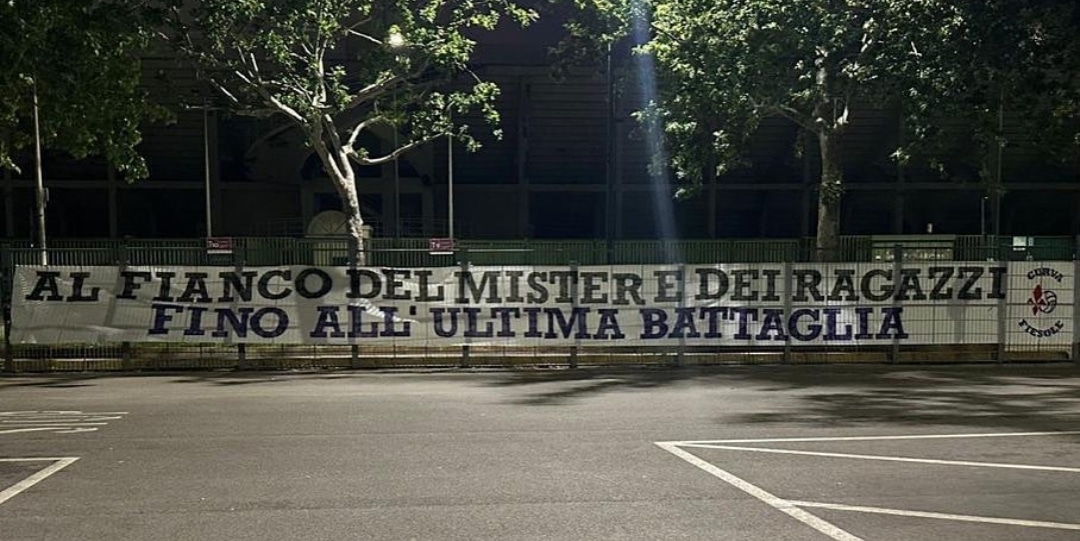 AL FIANCO DEL MISTER E DEI RAGAZZI
FINO ALL'ULTIMA BATTAGLIA
CURVA
FIESOLE